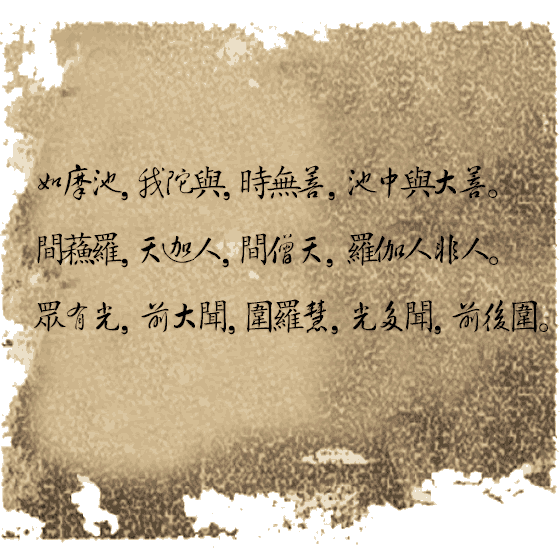 如摩池,我陀與,時無善,池中與大善。
間蘓羅,天迦人,間僧天,羅伽人非人。
眾有光,前大聞,圍羅慧,光多聞,前後圍。